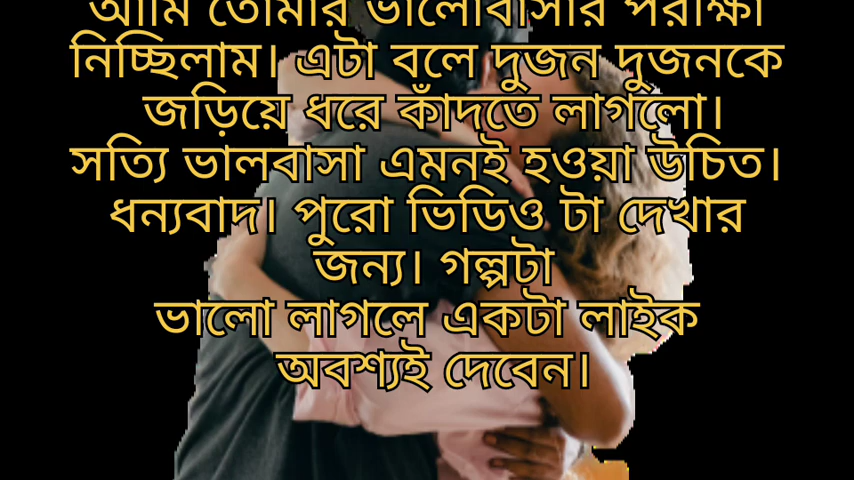 আমি তোমার ভালোবাসার পরীক্ষা
নিচ্ছিলাম। এটা বলে দুজন দুজনকে
জড়িয়ে ধরে কাঁদতে লাগলো।
সত্যি ভালবাসা এমনই হওয়া উচিত।
ধন্যবাদ। পুরো ভিডিও টা দেখার
জন্য। গল্পটা
ভালো লাগলে একটা লাইক
অবশ্যই দেবেন।